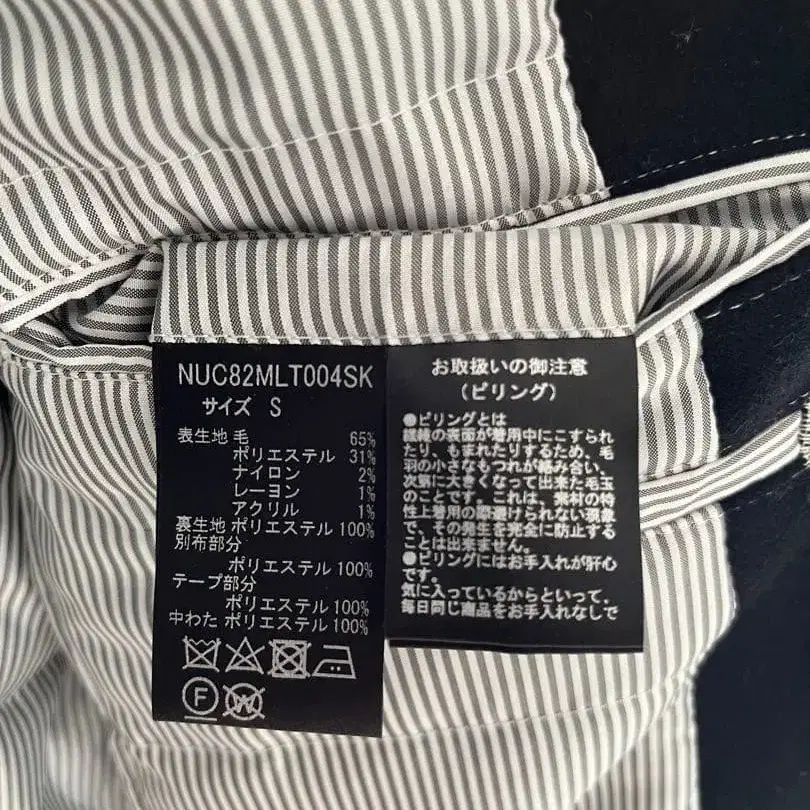 NUC82MLT004SK
サイズ S
表生地 毛 65%
ポリエステル 31%
ナイロン 2%
レーヨン 1%
アクリル 1%
裏生地 ポリエステル 100%
別布部分
ポリエステル 100%
テープ部分
ポリエステル 100%
中わた ポリエステル 100%
F
W
お取扱いの御注意
(ピリング)
●ピリングとは
繊維の表面が着用中にこすられ
たり、もまれたりするため、毛
羽の小さなもつれが絡み合い、
次第に大きくなって出来た毛玉
のことです。これは、素材の特
性上着用の際避けられない現象
で、その発生を完全に防止する
ことは出来ません。
●ピリングにはお手入れが肝心
です。
気に入っているからといって、
毎日同じ商品をお手入れなしで